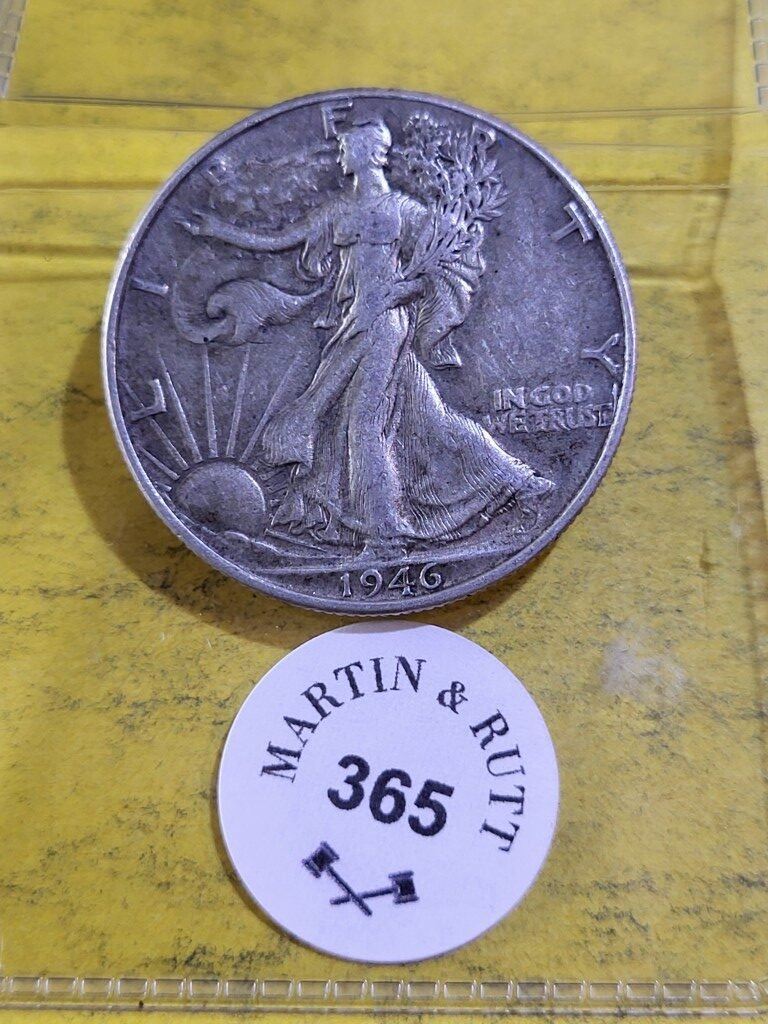 LIBERTY
IN GOD
WE TRUST
1946
MARTIN & RUTT
365